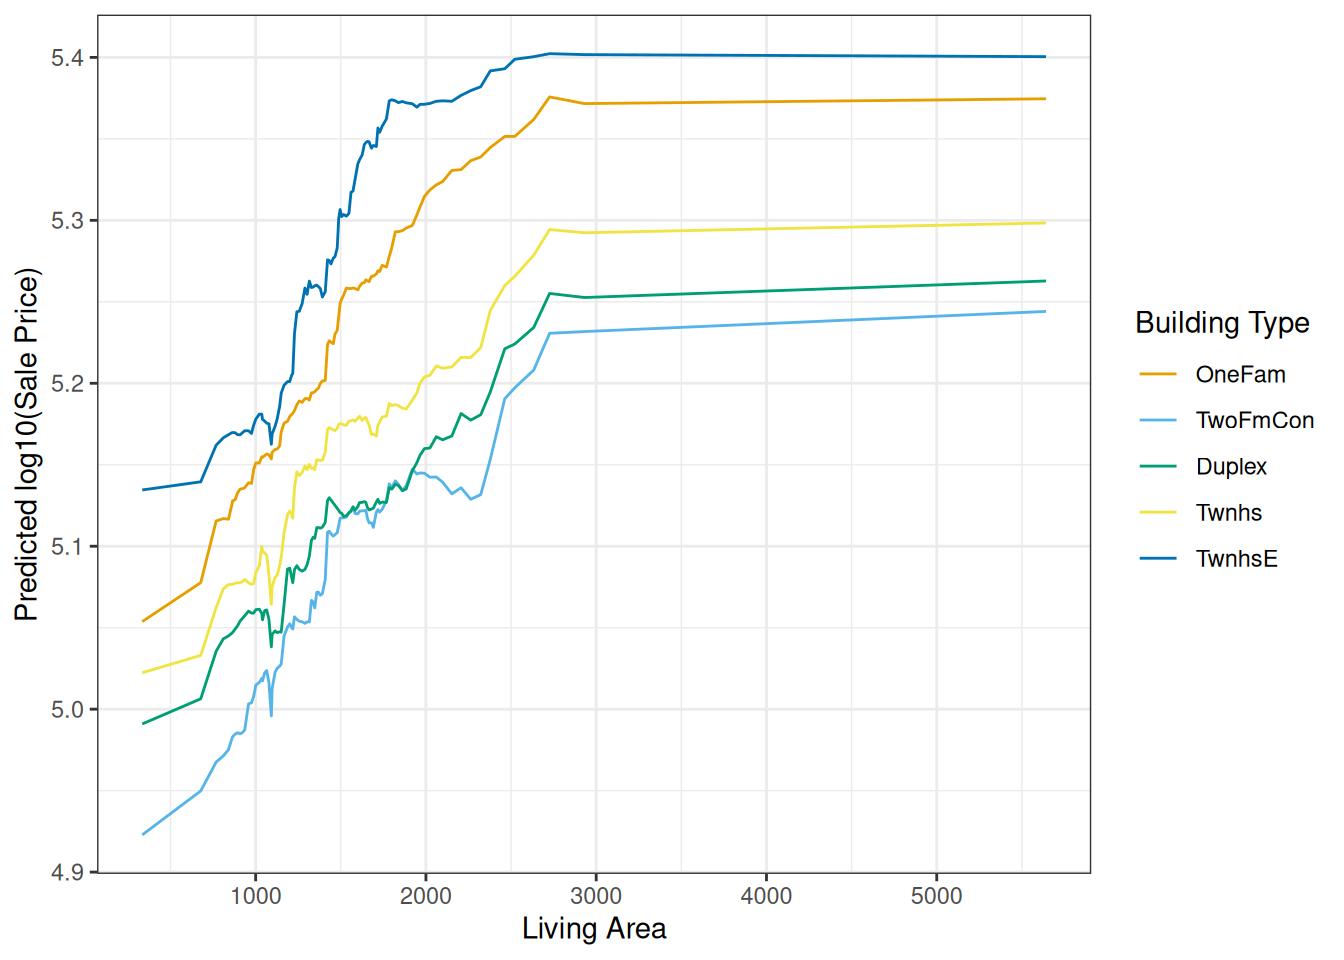 5.4
5.3
5.2
5.1
5.0
4.9
Predicted log10(Sale Price)
1000 2000 3000 4000 5000
Living Area
Building Type
OneFam
TwoFmCon
Duplex
Twnhs
TwnhsE